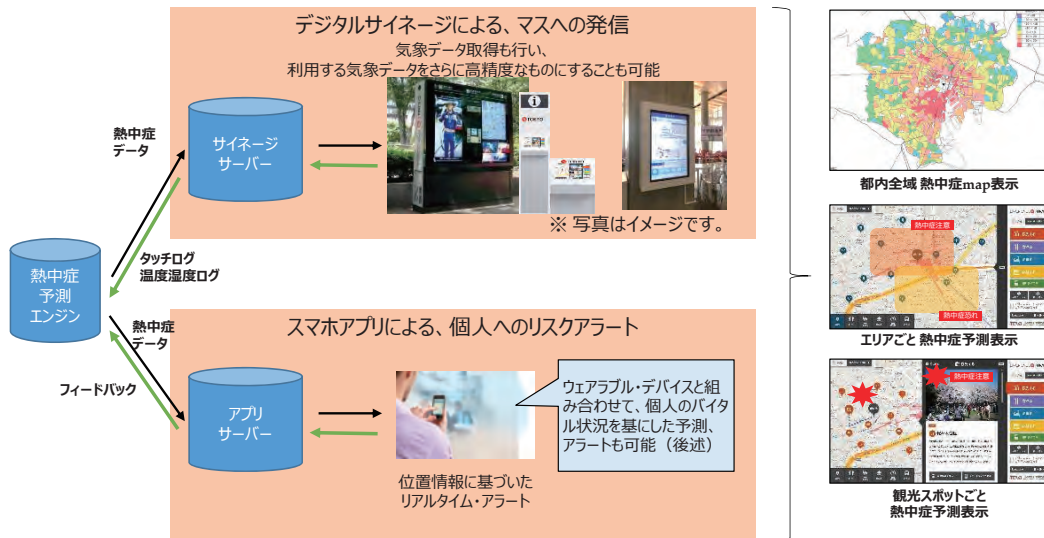 デジタルサイネージによる、マスへの発信
気象データ取得も行い、
利用する気象データをさらに高精度なものにすることも可能
サイネージ
サーバー
TOKYO
※ 写真はイメージです。
熱中症
データ
タッチログ
温度湿度ログ
熱中症
予測
エンジン
熱中症
データ
フィードバック
スマホアプリによる、個人へのリスクアラート
アプリ
サーバー
ウェアラブル・デバイスと組
み合わせて、個人のバイタ
ル状況を基にした予測、
アラートも可能（後述）
位置情報に基づいた
リアルタイム・アラート
都内全域 熱中症map表示
熱中症注意
熱中症恐れ
エリアごと 熱中症予測表示
熱中症注意
観光スポットごと
熱中症予測表示